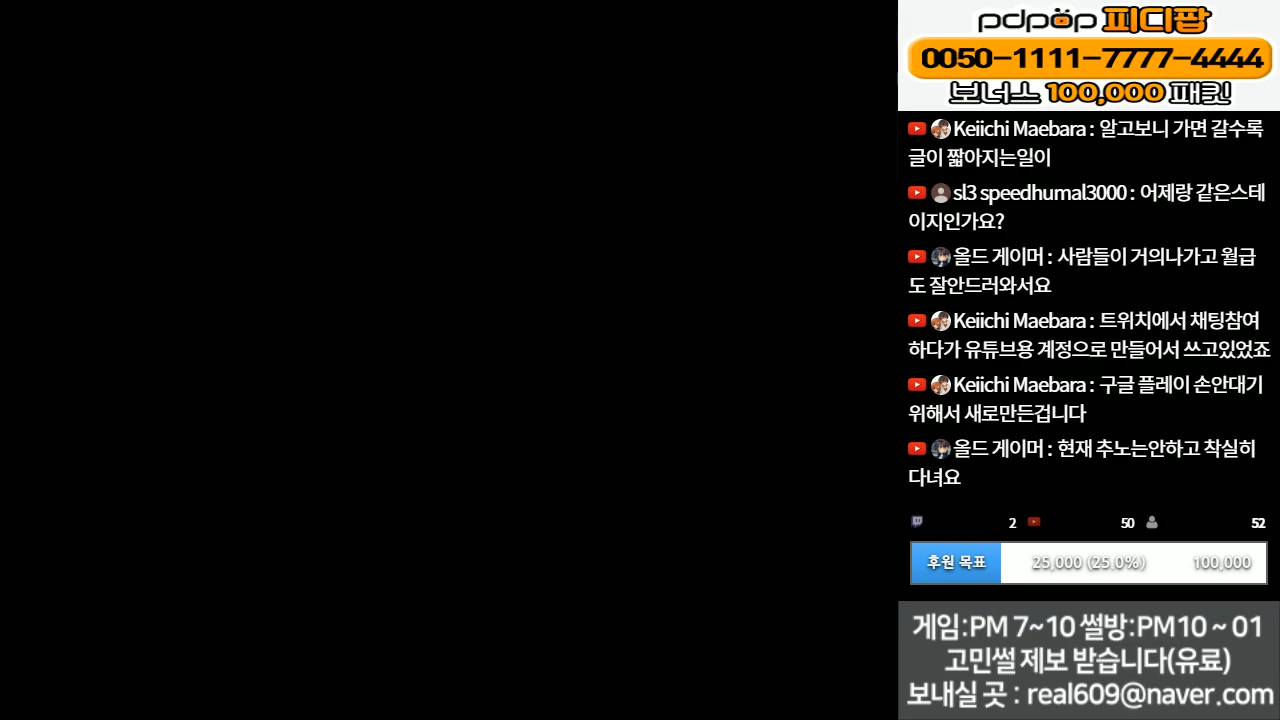 pdpop 피디팝
0050-1111-7777-4444
보너스 100,000 패킷
Keiichi Maebara : 알고보니 가면 갈수록
글이 짧아지는일이
sl3 speedhumal3000 : 어제랑 같은스테
이지인가요?
올드 게이머 : 사람들이 거의나가고 월급
도 잘안드러와서요
Keiichi Maebara : 트위치에서 채팅참여
하다가 유튜브용 계정으로 만들어서 쓰고있었죠
Keiichi Maebara : 구글 플레이 손안대기
위해서 새로만든겁니다
올드 게이머 : 현재 추노는안하고 착실히
다녀요
2 50 52
후원 목표 25,000 (25.0%) 100,000
게임:PM 7~10 썰방:PM10 ~ 01
고민썰 제보 받습니다(유료)
보내실 곳 : real609@naver.com